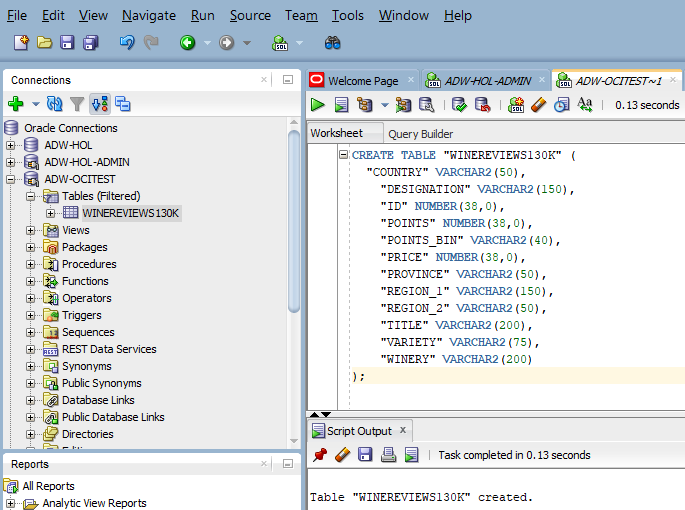 File Edit View Navigate Run Source Team Tools Window Help
Connections
Oracle Connections
ADW-HOL
ADW-HOL-ADMIN
ADW-OCITEST
Tables (Filtered)
WINEREVIEWS130K
Views
Packages
Procedures
Functions
Operators
Triggers
Sequences
REST Data Services
Synonyms
Public Synonyms
Database Links
Public Database Links
Directories
Reports
All Reports
Analytic View Reports
Welcome Page ADW-HOL-ADMIN ADW-OCITEST~1
SQL 0.13 seconds
Worksheet Query Builder
CREATE TABLE "WINEREVIEWS130K" (
"COUNTRY" VARCHAR2(50),
"DESIGNATION" VARCHAR2(150),
"ID" NUMBER(38,0),
"POINTS" NUMBER(38,0),
"POINTS_BIN" VARCHAR2(40),
"PRICE" NUMBER(38,0),
"PROVINCE" VARCHAR2(50),
"REGION_1" VARCHAR2(150),
"REGION_2" VARCHAR2(50),
"TITLE" VARCHAR2(200),
"VARIETY" VARCHAR2(75),
"WINERY" VARCHAR2(200)
);
Script Output x
Task completed in 0.13 seconds
Table "WINEREVIEWS130K" created.